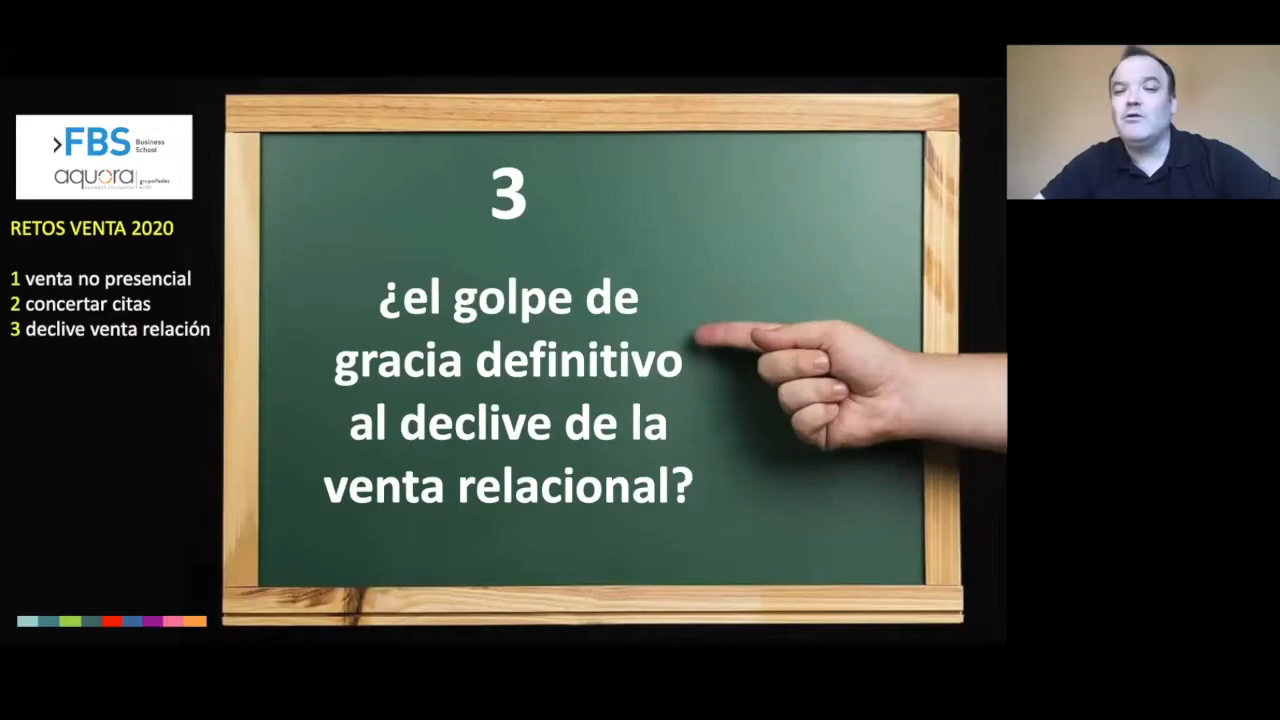 >FBS Business
School
aquora
RETOS VENTA 2020
1 venta no presencial
2 concertar citas
3 declive venta relación
3
¿el golpe de
gracia definitivo
al declive de la
venta relacional?